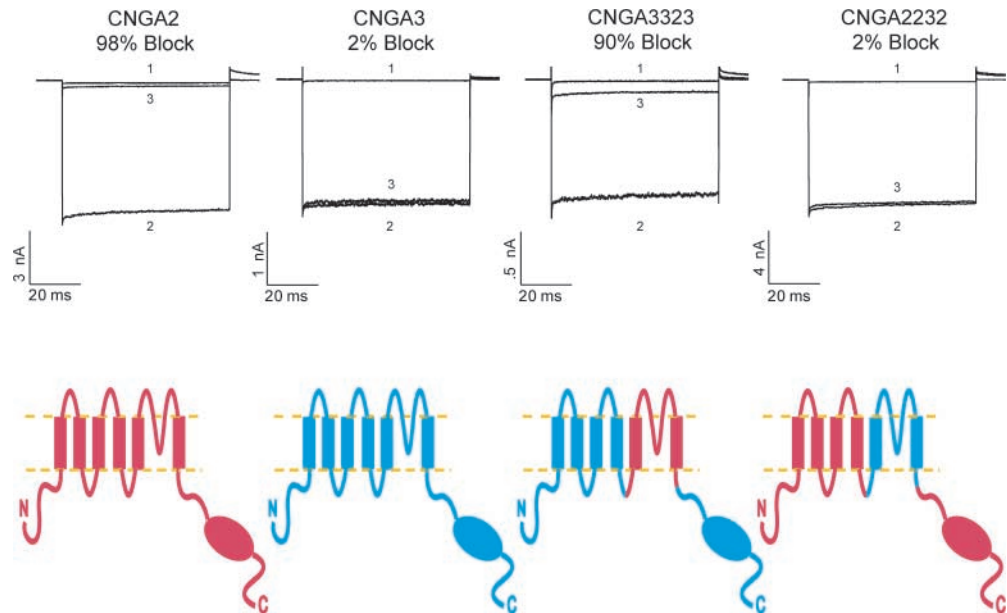 CNGA2
98% Block
1
3
2
3 nA
20 ms
CNGA3
2% Block
1
3
2
1 nA
20 ms
CNGA3323
90% Block
1
3
2
.5 nA
20 ms
CNGA2232
2% Block
1
3
2
4 nA
20 ms
N
C
N
C
N
C
N
C